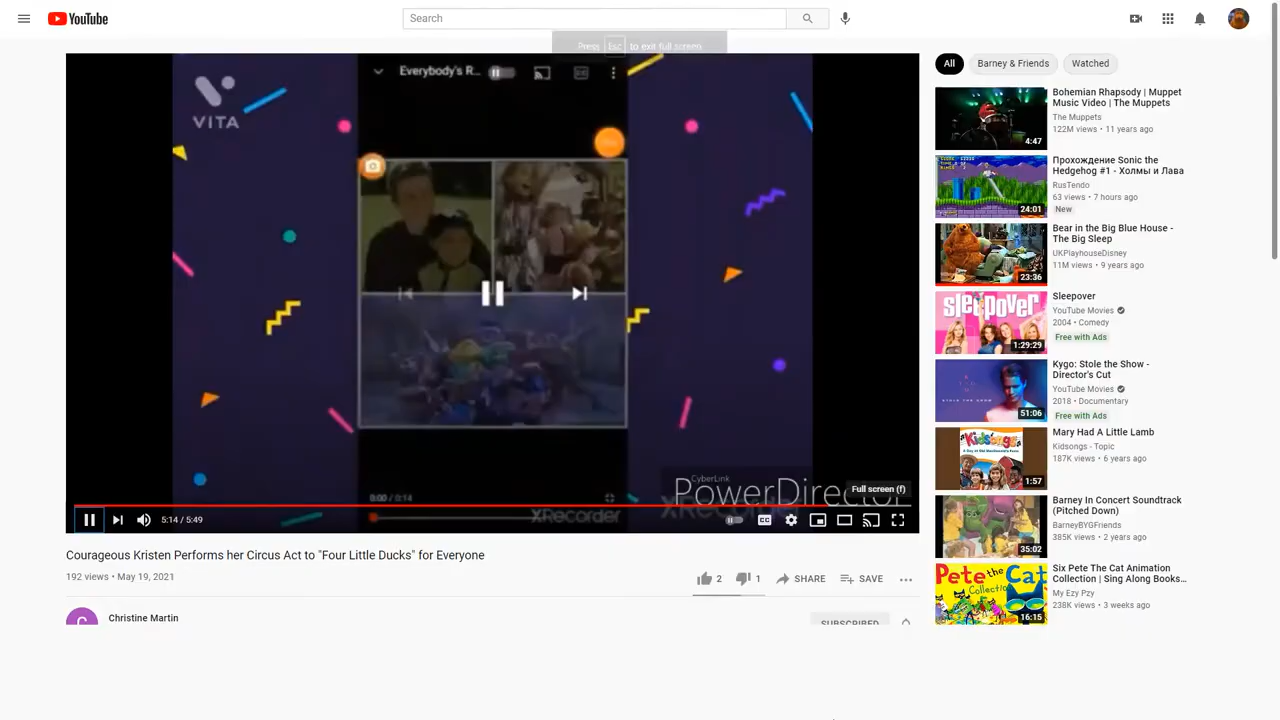 YouTube
Search
Press Esc to exit full screen
VITA
Everybody's R...
0:00 / 0:14
CyberLink
PowerDirector
XRecorder
Full screen (f)
CC
5:14 / 5:49
Courageous Kristen Performs her Circus Act to "Four Little Ducks" for Everyone
192 views • May 19, 2021
2
1
SHARE
SAVE
C
Christine Martin
SUBSCRIBED
All
Barney & Friends
Watched
4:47
Bohemian Rhapsody | Muppet
Music Video | The Muppets
The Muppets
122M views • 11 years ago
24:01
Прохождение Sonic the
Hedgehog #1 - Холмы и Лава
RusTendo
63 views • 7 hours ago
New
23:36
Bear in the Big Blue House -
The Big Sleep
UKPlayhouseDisney
11M views • 9 years ago
sleepover
1:29:29
Sleepover
YouTube Movies
2004 • Comedy
Free with Ads
51:06
Kygo: Stole the Show -
Director's Cut
YouTube Movies
2018 • Documentary
Free with Ads
Kidsongs
1:57
Mary Had A Little Lamb
Kidsongs - Topic
187K views • 6 years ago
35:02
Barney In Concert Soundtrack
(Pitched Down)
BarneyBYGFriends
385K views • 2 years ago
Pete the Cat
Collection
16:15
Six Pete The Cat Animation
Collection | Sing Along Books...
My Ezy Pzy
238K views • 3 weeks ago